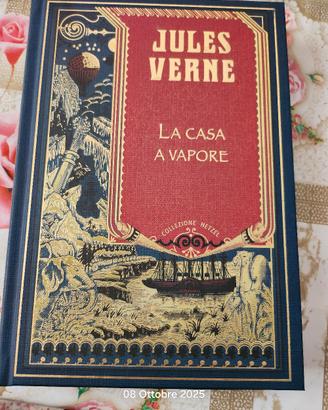 JULES
VERNE
LA CASA
A VAPORE
COLLEZIONE HETZEL
08 Ottobre 2025